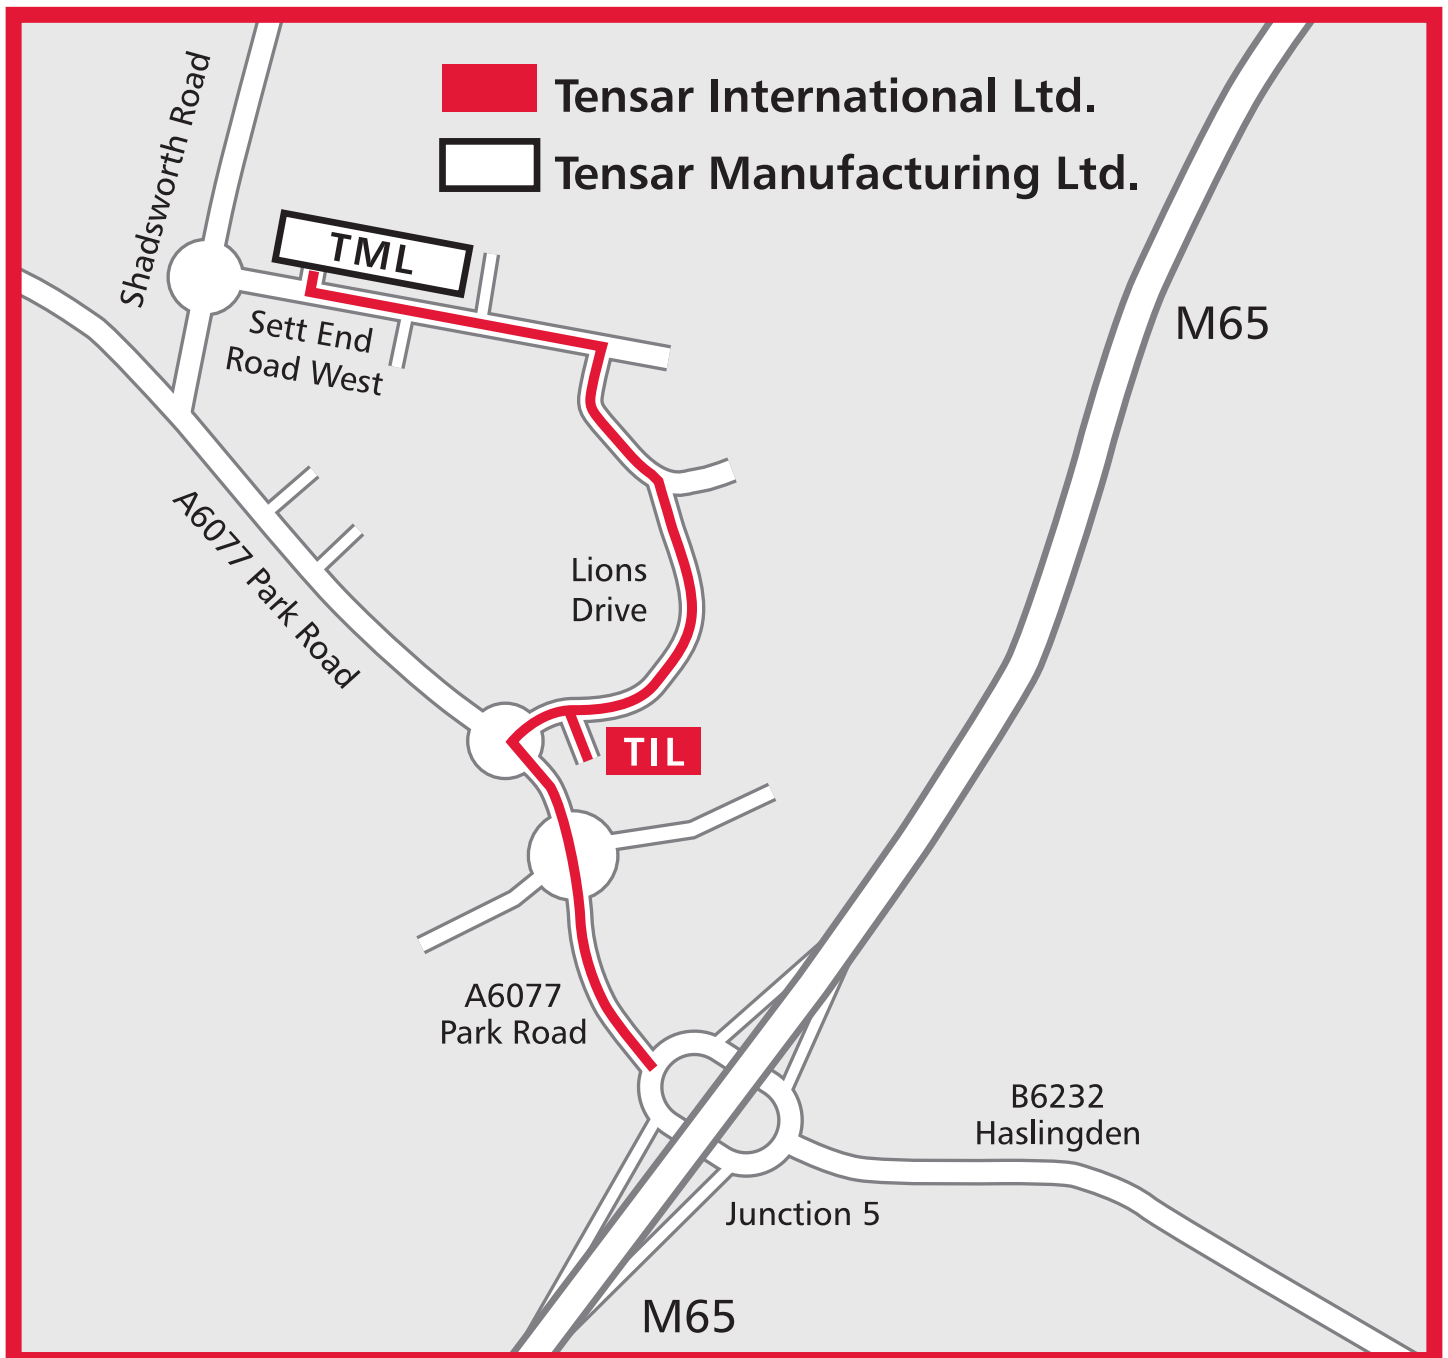 Tensar International Ltd.
Tensar Manufacturing Ltd.
Shadsworth Road
TML
Sett End
Road West
M65
A6077 Park Road
Lions
Drive
TIL
A6077
Park Road
B6232
Haslingden
Junction 5
M65